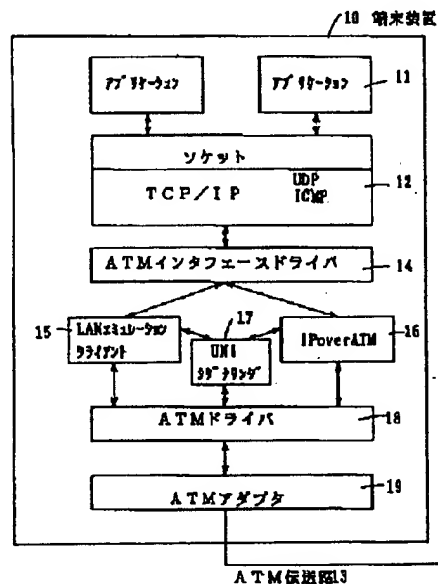 10 端末装置
アプリケーション
アプリケーション
11
ソケット
TCP/IP
UDP
ICMP
12
ATMインタフェースドライバ
14
15
LANエミュレーション
クライアント
17
UNI
シグナリング
IPoverATM
16
ATMドライバ
18
ATMアダプタ
19
ATM伝送路13